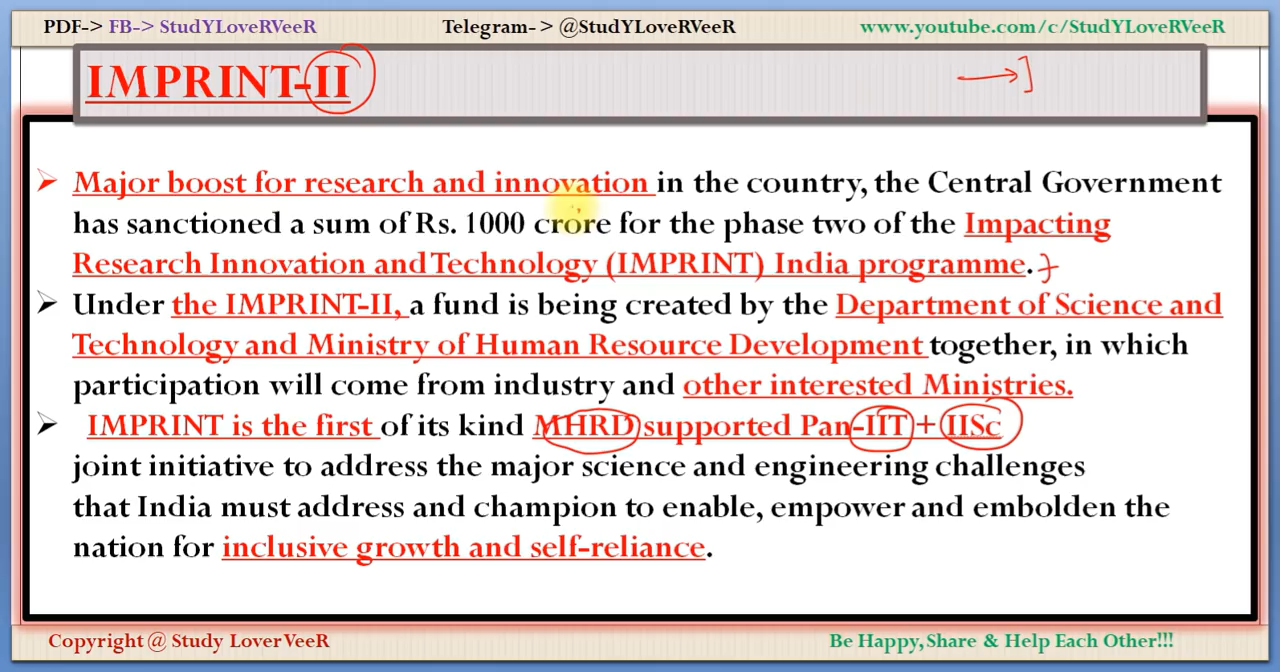 PDF-> FB-> StudYLoveRVeeR Telegram- > @StudYLoveRVeeR www.youtube.com/c/StudYLoveRVeeR
IMPRINT-II
Major boost for research and innovation in the country, the Central Government
has sanctioned a sum of Rs. 1000 crore for the phase two of the Impacting
Research Innovation and Technology (IMPRINT) India programme.
Under the IMPRINT-II, a fund is being created by the Department of Science and
Technology and Ministry of Human Resource Development together, in which
participation will come from industry and other interested Ministries.
IMPRINT is the first of its kind MHRD supported Pan-IIT + IISc
joint initiative to address the major science and engineering challenges
that India must address and champion to enable, empower and embolden the
nation for inclusive growth and self-reliance.
Copyright @ Study LoverVeeR Be Happy,Share & Help Each Other!!!